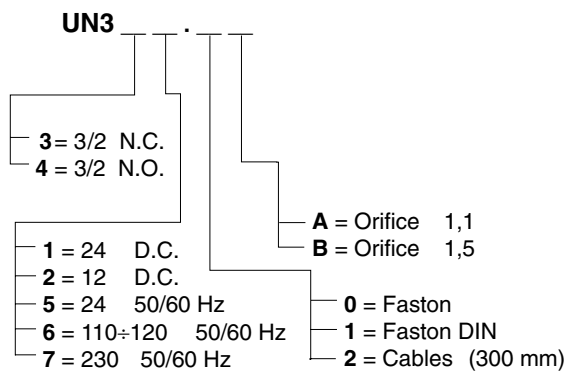 UN3 _ _ . _ _
3 = 3/2 N.C.
4 = 3/2 N.O.
A = Orifice 1,1
B = Orifice 1,5
1 = 24 D.C.
2 = 12 D.C.
5 = 24 50/60 Hz
6 = 110÷120 50/60 Hz
7 = 230 50/60 Hz
0 = Faston
1 = Faston DIN
2 = Cables (300 mm)